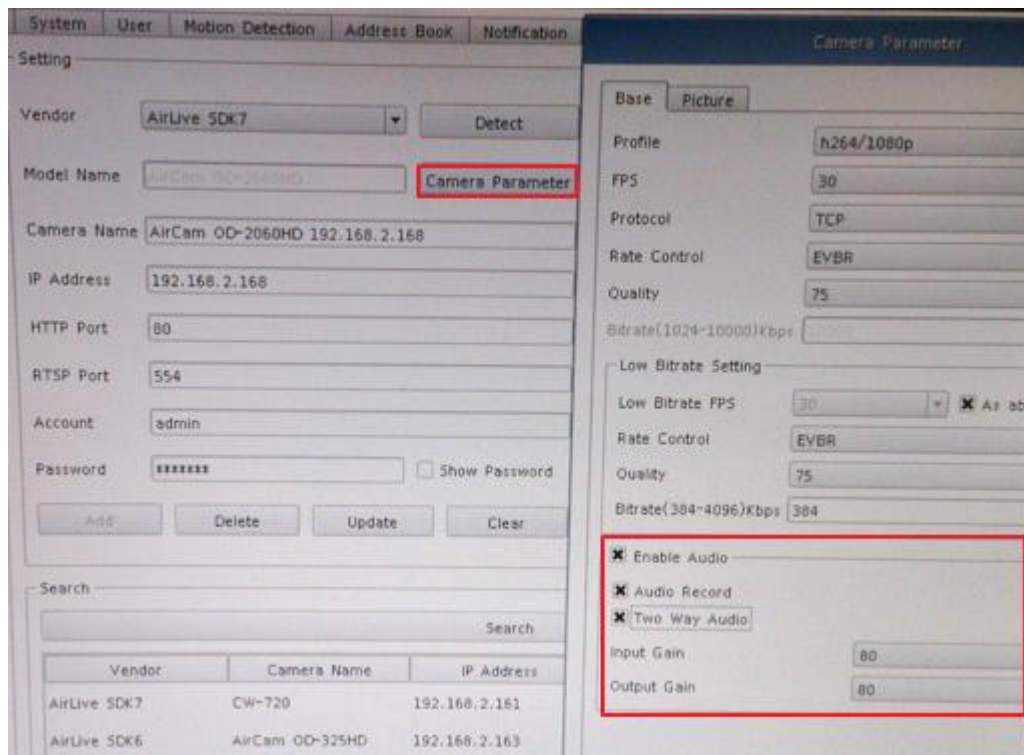 System User Motion Detection Address Book Notification
Setting
Vendor AirLive SDK7 Detect
Model Name AirCam OD-2060HD Camera Parameter
Camera Name AirCam OD-2060HD 192.168.2.168
IP Address 192.168.2.168
HTTP Port 80
RTSP Port 554
Account admin
Password ******* Show Password
Add Delete Update Clear
Search
Search
Vendor Camera Name IP Address
AirLive SDK7 CW-720 192.168.2.161
AirLive SDK6 AirCam OD-325HD 192.168.2.163
Camera Parameter
Base Picture
Profile h264/1080p
FPS 30
Protocol TCP
Rate Control EVBR
Quality 75
Bitrate(1024-10000)Kbps 10000
Low Bitrate Setting
Low Bitrate FPS 30 As ab
Rate Control EVBR
Quality 75
Bitrate(384-4096)Kbps 384
Enable Audio
Audio Record
Two Way Audio
Input Gain 80
Output Gain 80